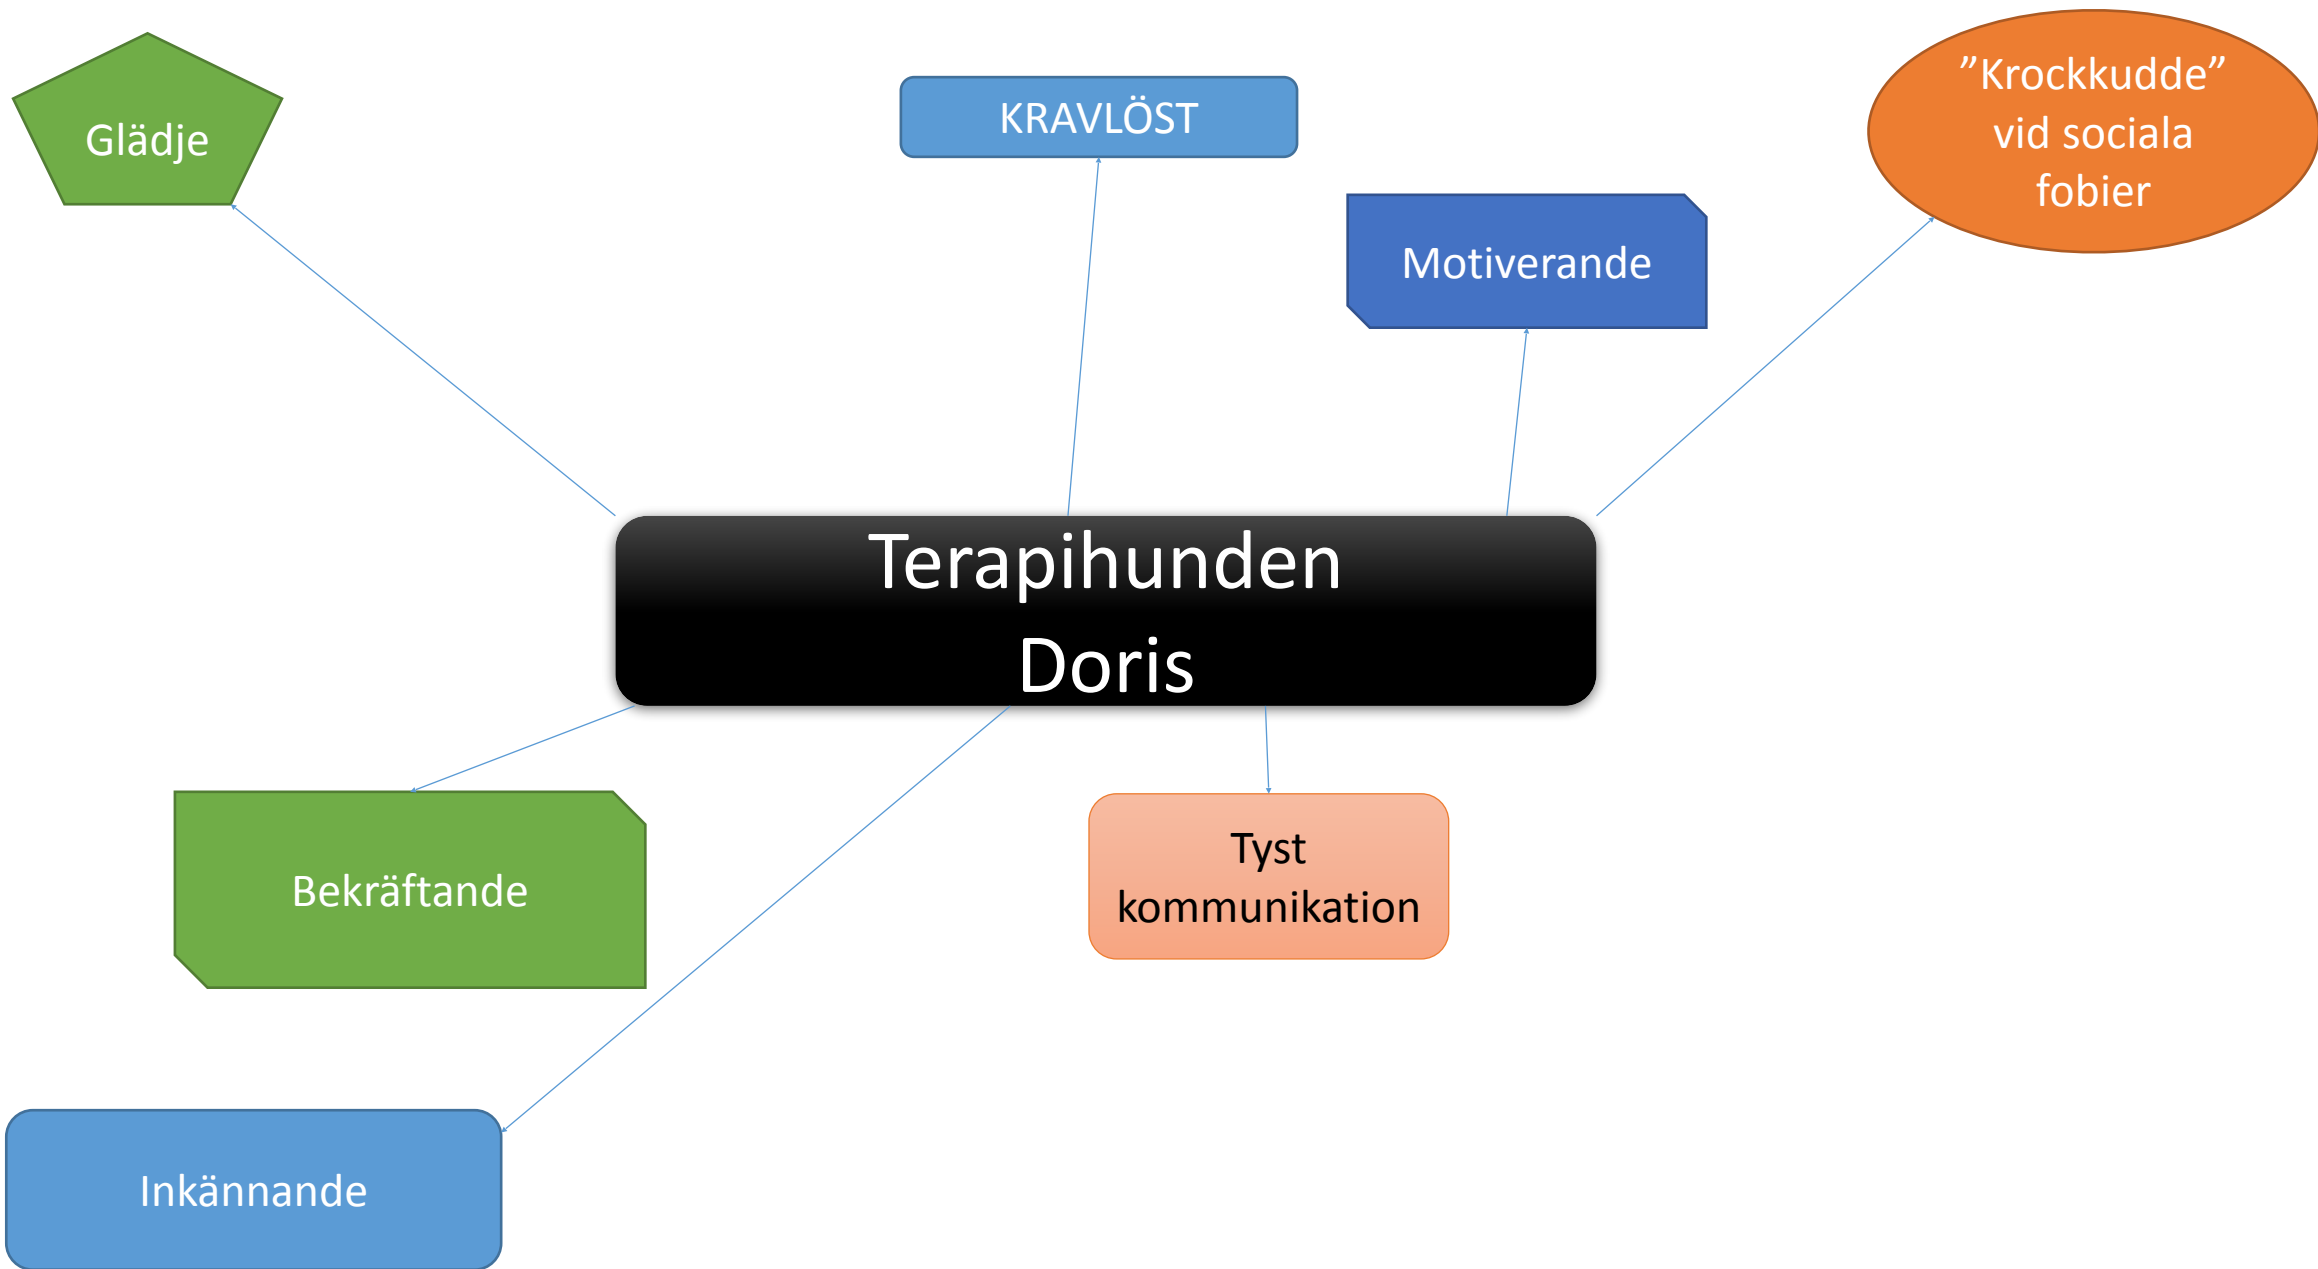 Glädje
KRAVLÖST
”Krockkudde”
vid sociala
fobier
Motiverande
Terapihunden
Doris
Bekräftande
Tyst
kommunikation
Inkännande